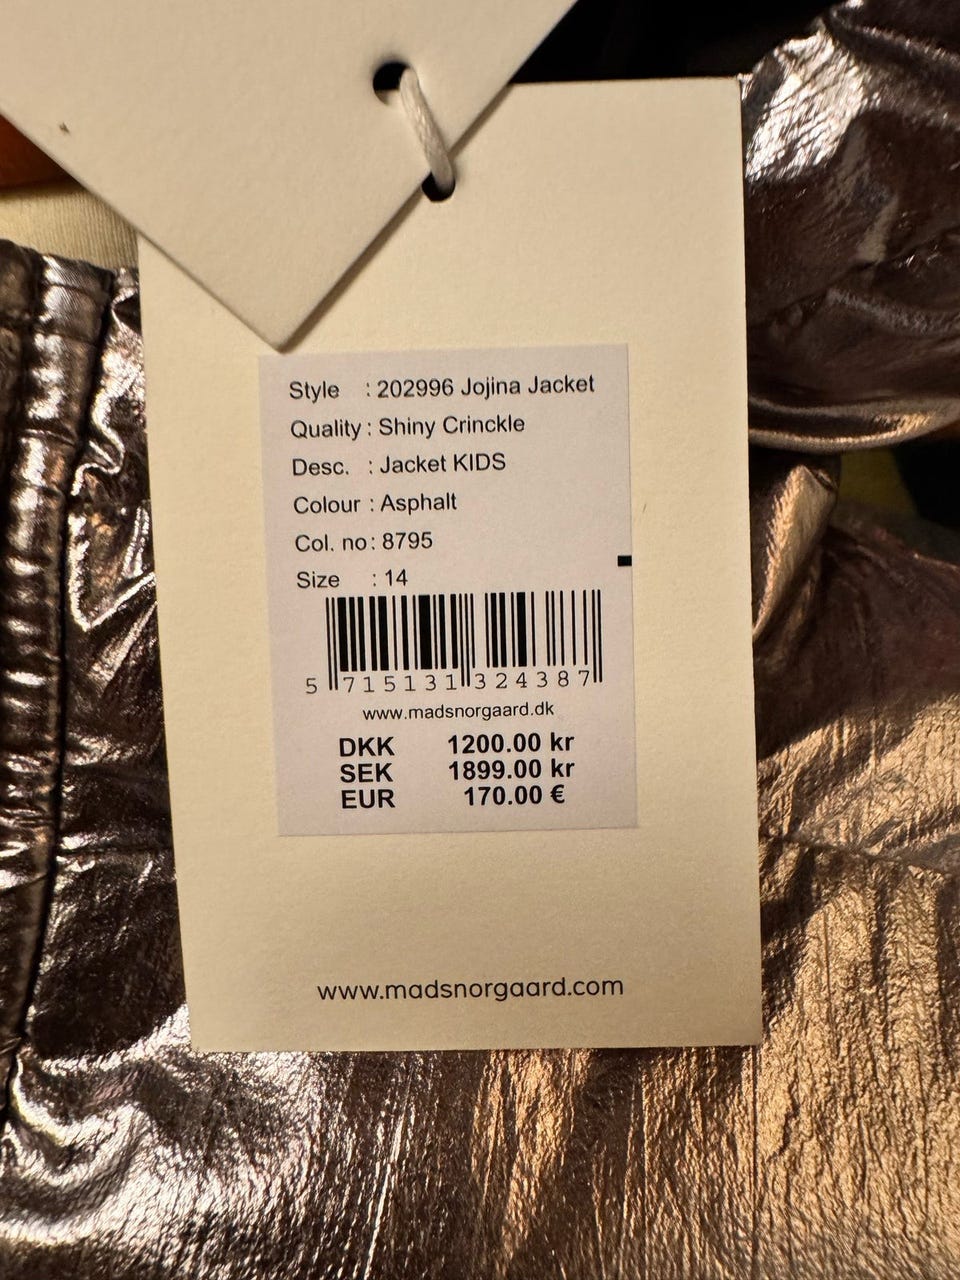 Style : 202996 Jojina Jacket
Quality : Shiny Crinckle
Desc. : Jacket KIDS
Colour : Asphalt
Col. no : 8795
Size : 14
5 715131 324387
www.madsnorgaard.dk
DKK 1200.00 kr
SEK 1899.00 kr
EUR 170.00 €
www.madsnorgaard.com